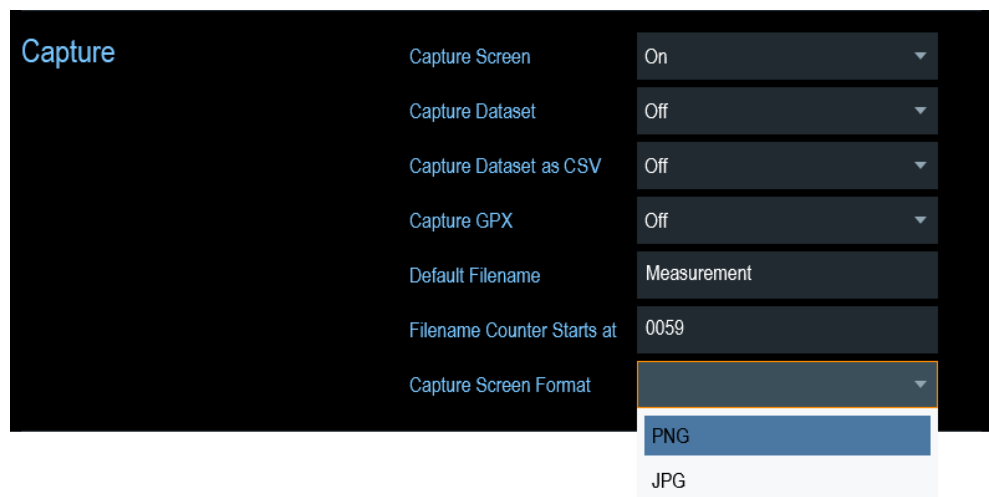 Capture
Capture Screen On
Capture Dataset Off
Capture Dataset as CSV Off
Capture GPX Off
Default Filename Measurement
Filename Counter Starts at 0059
Capture Screen Format
PNG
JPG